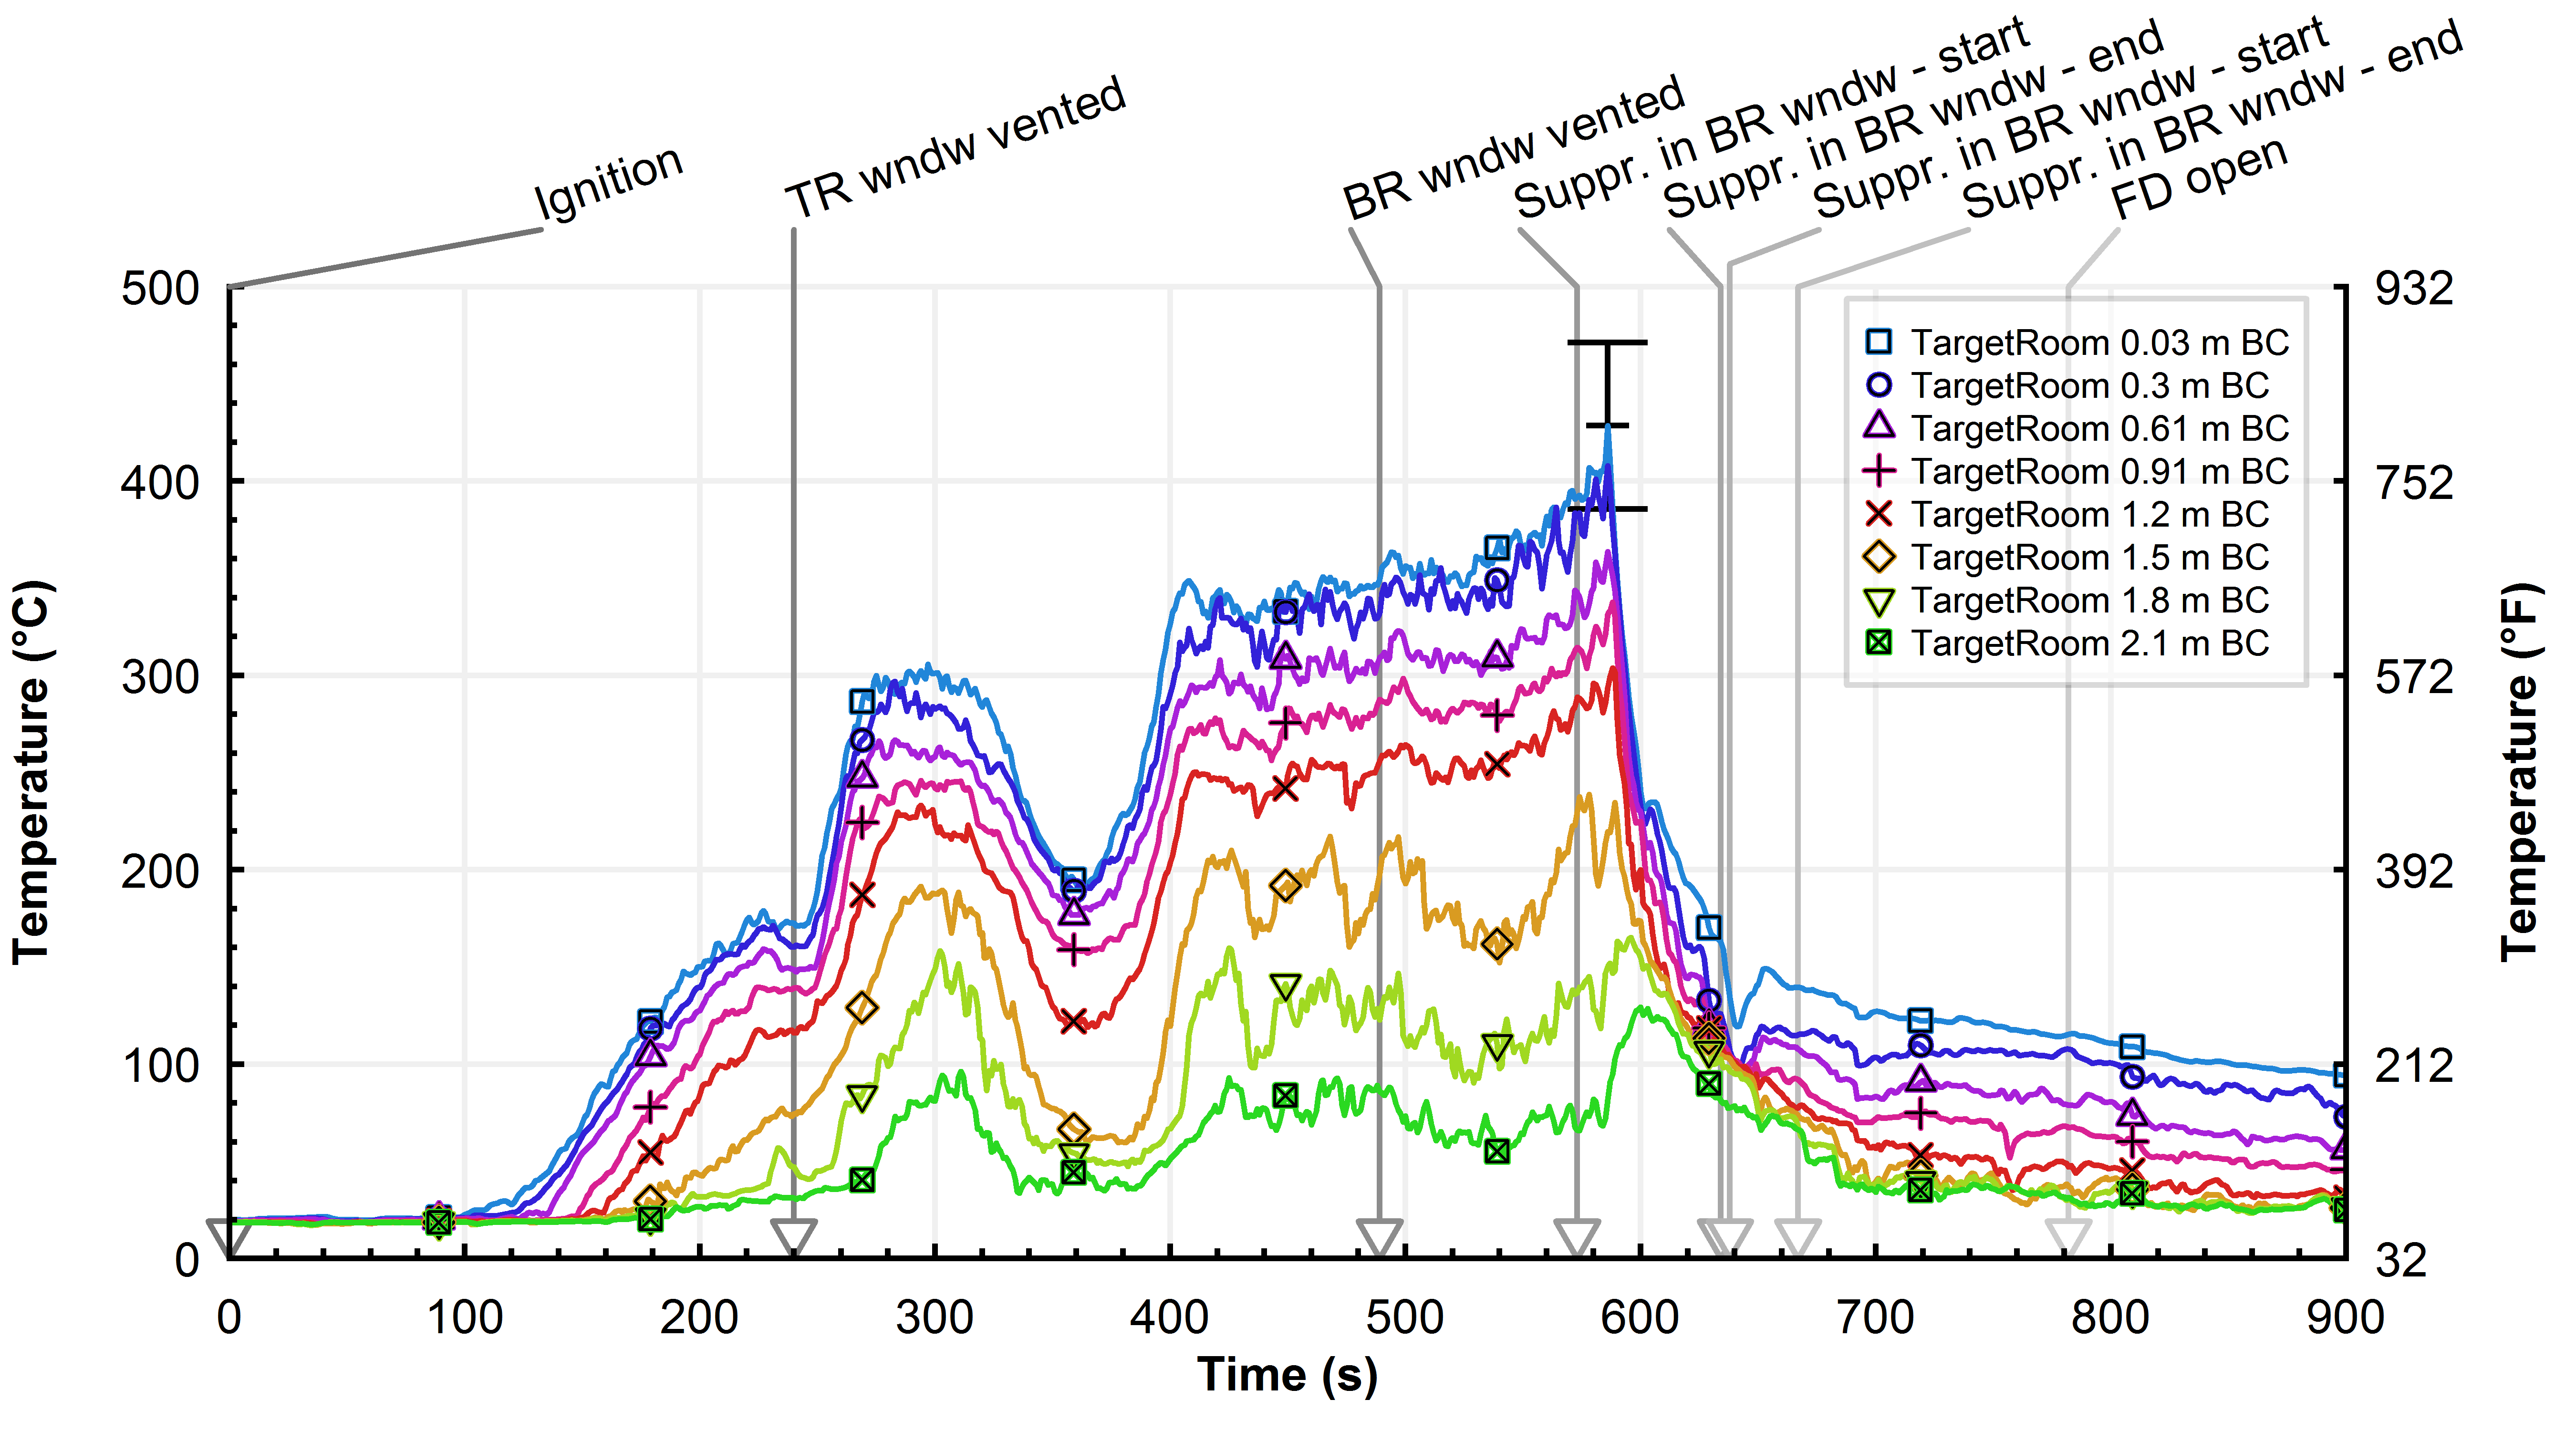 Ignition
TR wndw vented
BR wndw vented
Suppr. in BR wndw - start
Suppr. in BR wndw - end
Suppr. in BR wndw - start
Suppr. in BR wndw - end
FD open
500
400
300
200
100
0
932
752
572
392
212
32
Temperature (°C)
Temperature (°F)
TargetRoom 0.03 m BC
TargetRoom 0.3 m BC
TargetRoom 0.61 m BC
TargetRoom 0.91 m BC
TargetRoom 1.2 m BC
TargetRoom 1.5 m BC
TargetRoom 1.8 m BC
TargetRoom 2.1 m BC
0 100 200 300 400 500 600 700 800 900
Time (s)